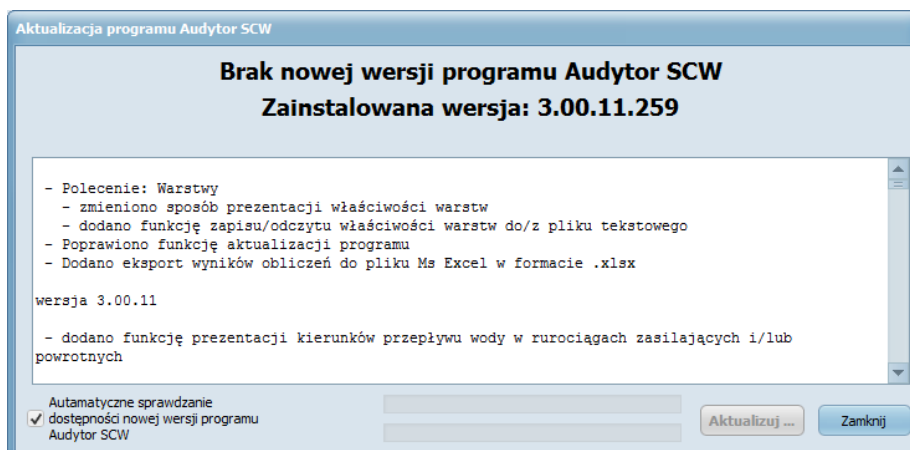 Aktualizacja programu Audytor SCW
Brak nowej wersji programu Audytor SCW
Zainstalowana wersja: 3.00.11.259
- Polecenie: Warstwy
- zmieniono sposób prezentacji właściwości warstw
- dodano funkcję zapisu/odczytu właściwości warstw do/z pliku tekstowego
- Poprawiono funkcję aktualizacji programu
- Dodano eksport wyników obliczeń do pliku Ms Excel w formacie .xlsx
wersja 3.00.11
- dodano funkcję prezentacji kierunków przepływu wody w rurociągach zasilających i/lub
powrotnych
Autamatyczne sprawdzanie
dostępności nowej wersji programu
Audytor SCW
Aktualizuj ...
Zamknij